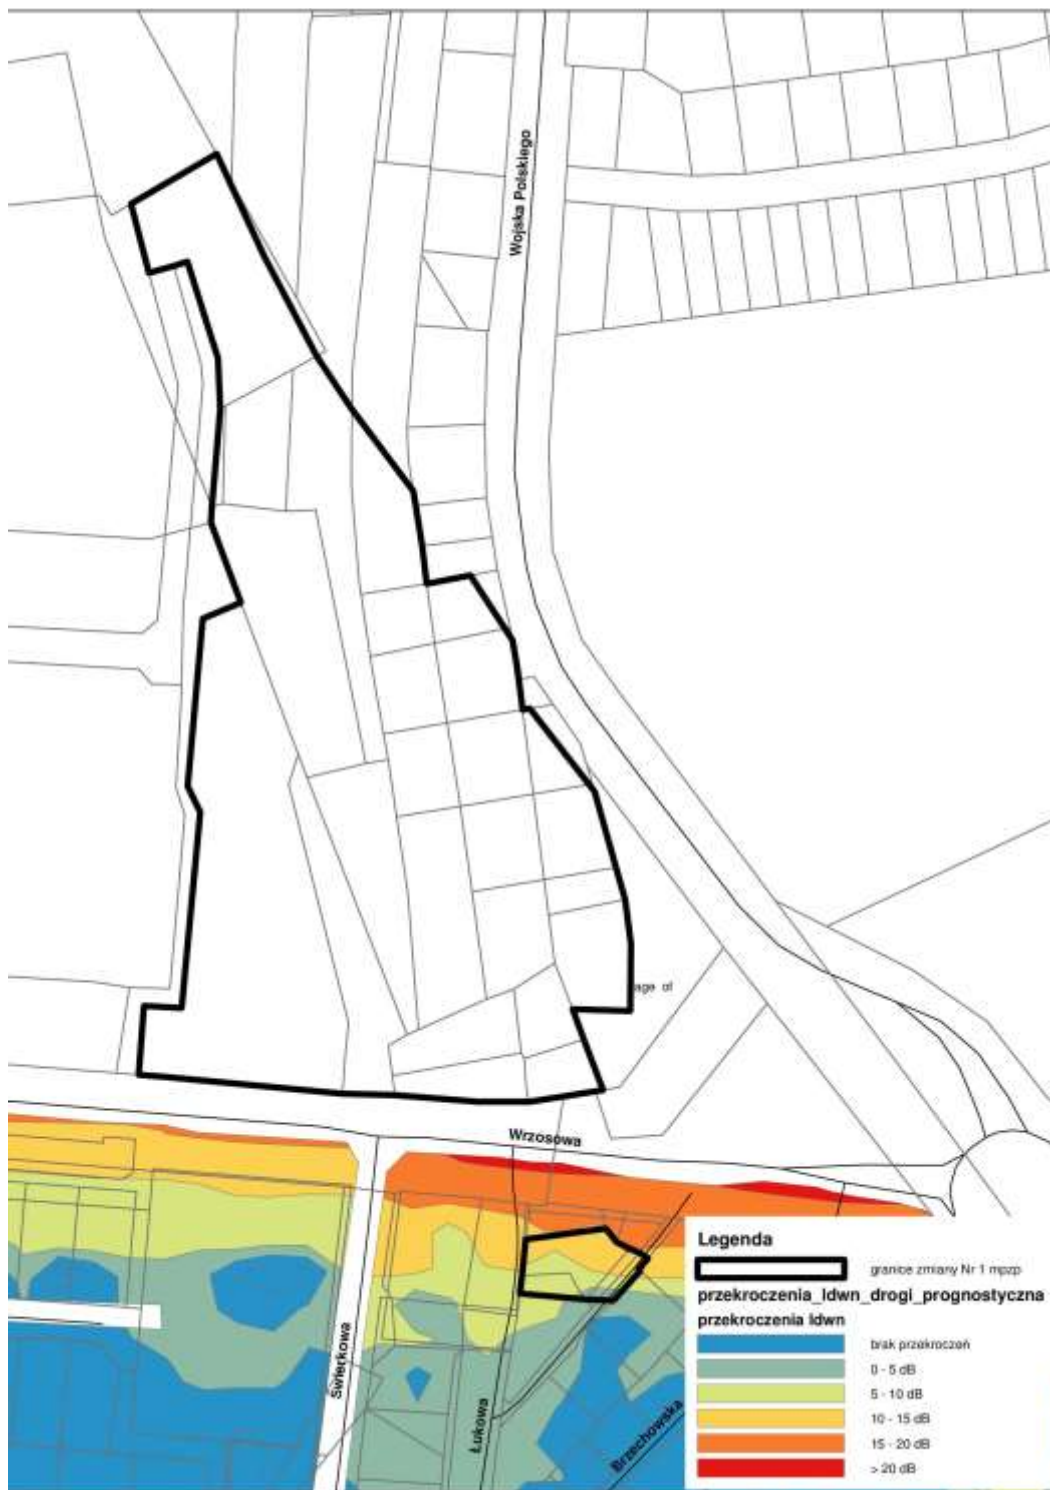 Wojska Polskiego
age of
Wrzosowa
Świerkowa
Łukowa
Brzechowska
Legenda
granice zmiany Nr 1 mpzp
przekroczenia_ldwn_drogi_prognostyczna
przekroczenia ldwn
brak przekroczeń
0 - 5 dB
5 - 10 dB
10 - 15 dB
15 - 20 dB
> 20 dB